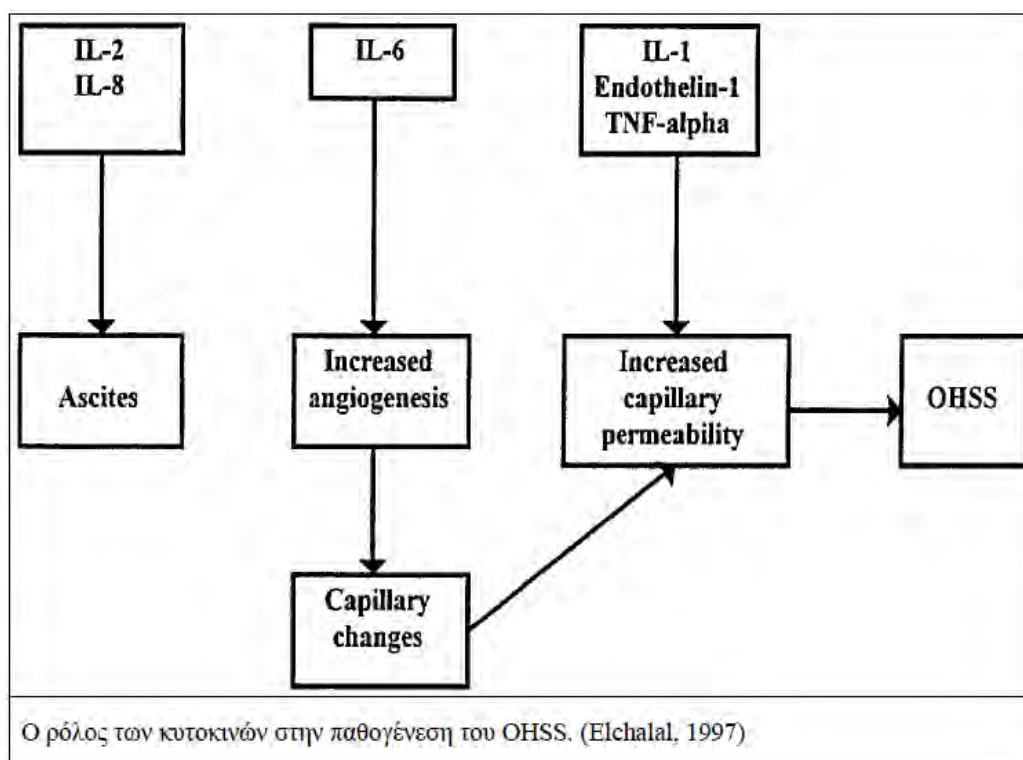 IL-2
IL-8
IL-6
IL-1
Endothelin-1
TNF-alpha
Ascites
Increased
angiogenesis
Increased
capillary
permeability
OHSS
Capillary
changes
Ο ρόλος των κυτοκινών στην παθογένεση του OHSS. (Elchalal, 1997)